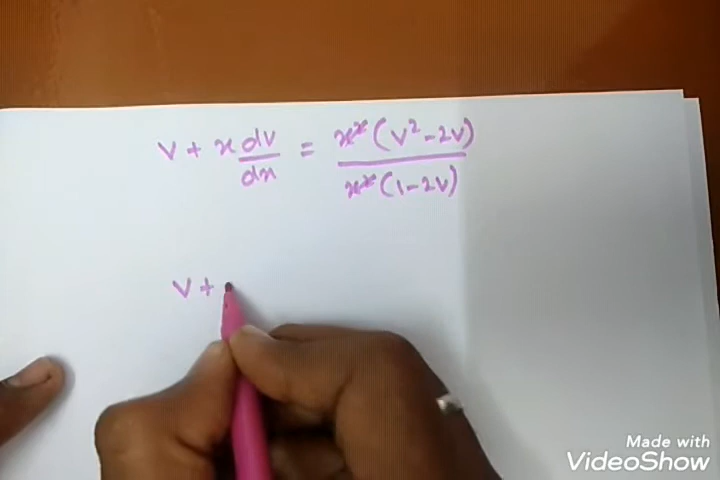 v + x dv/dx = x²(v² - 2v)/x²(1 - 2v)
v +
Made with
VideoShow